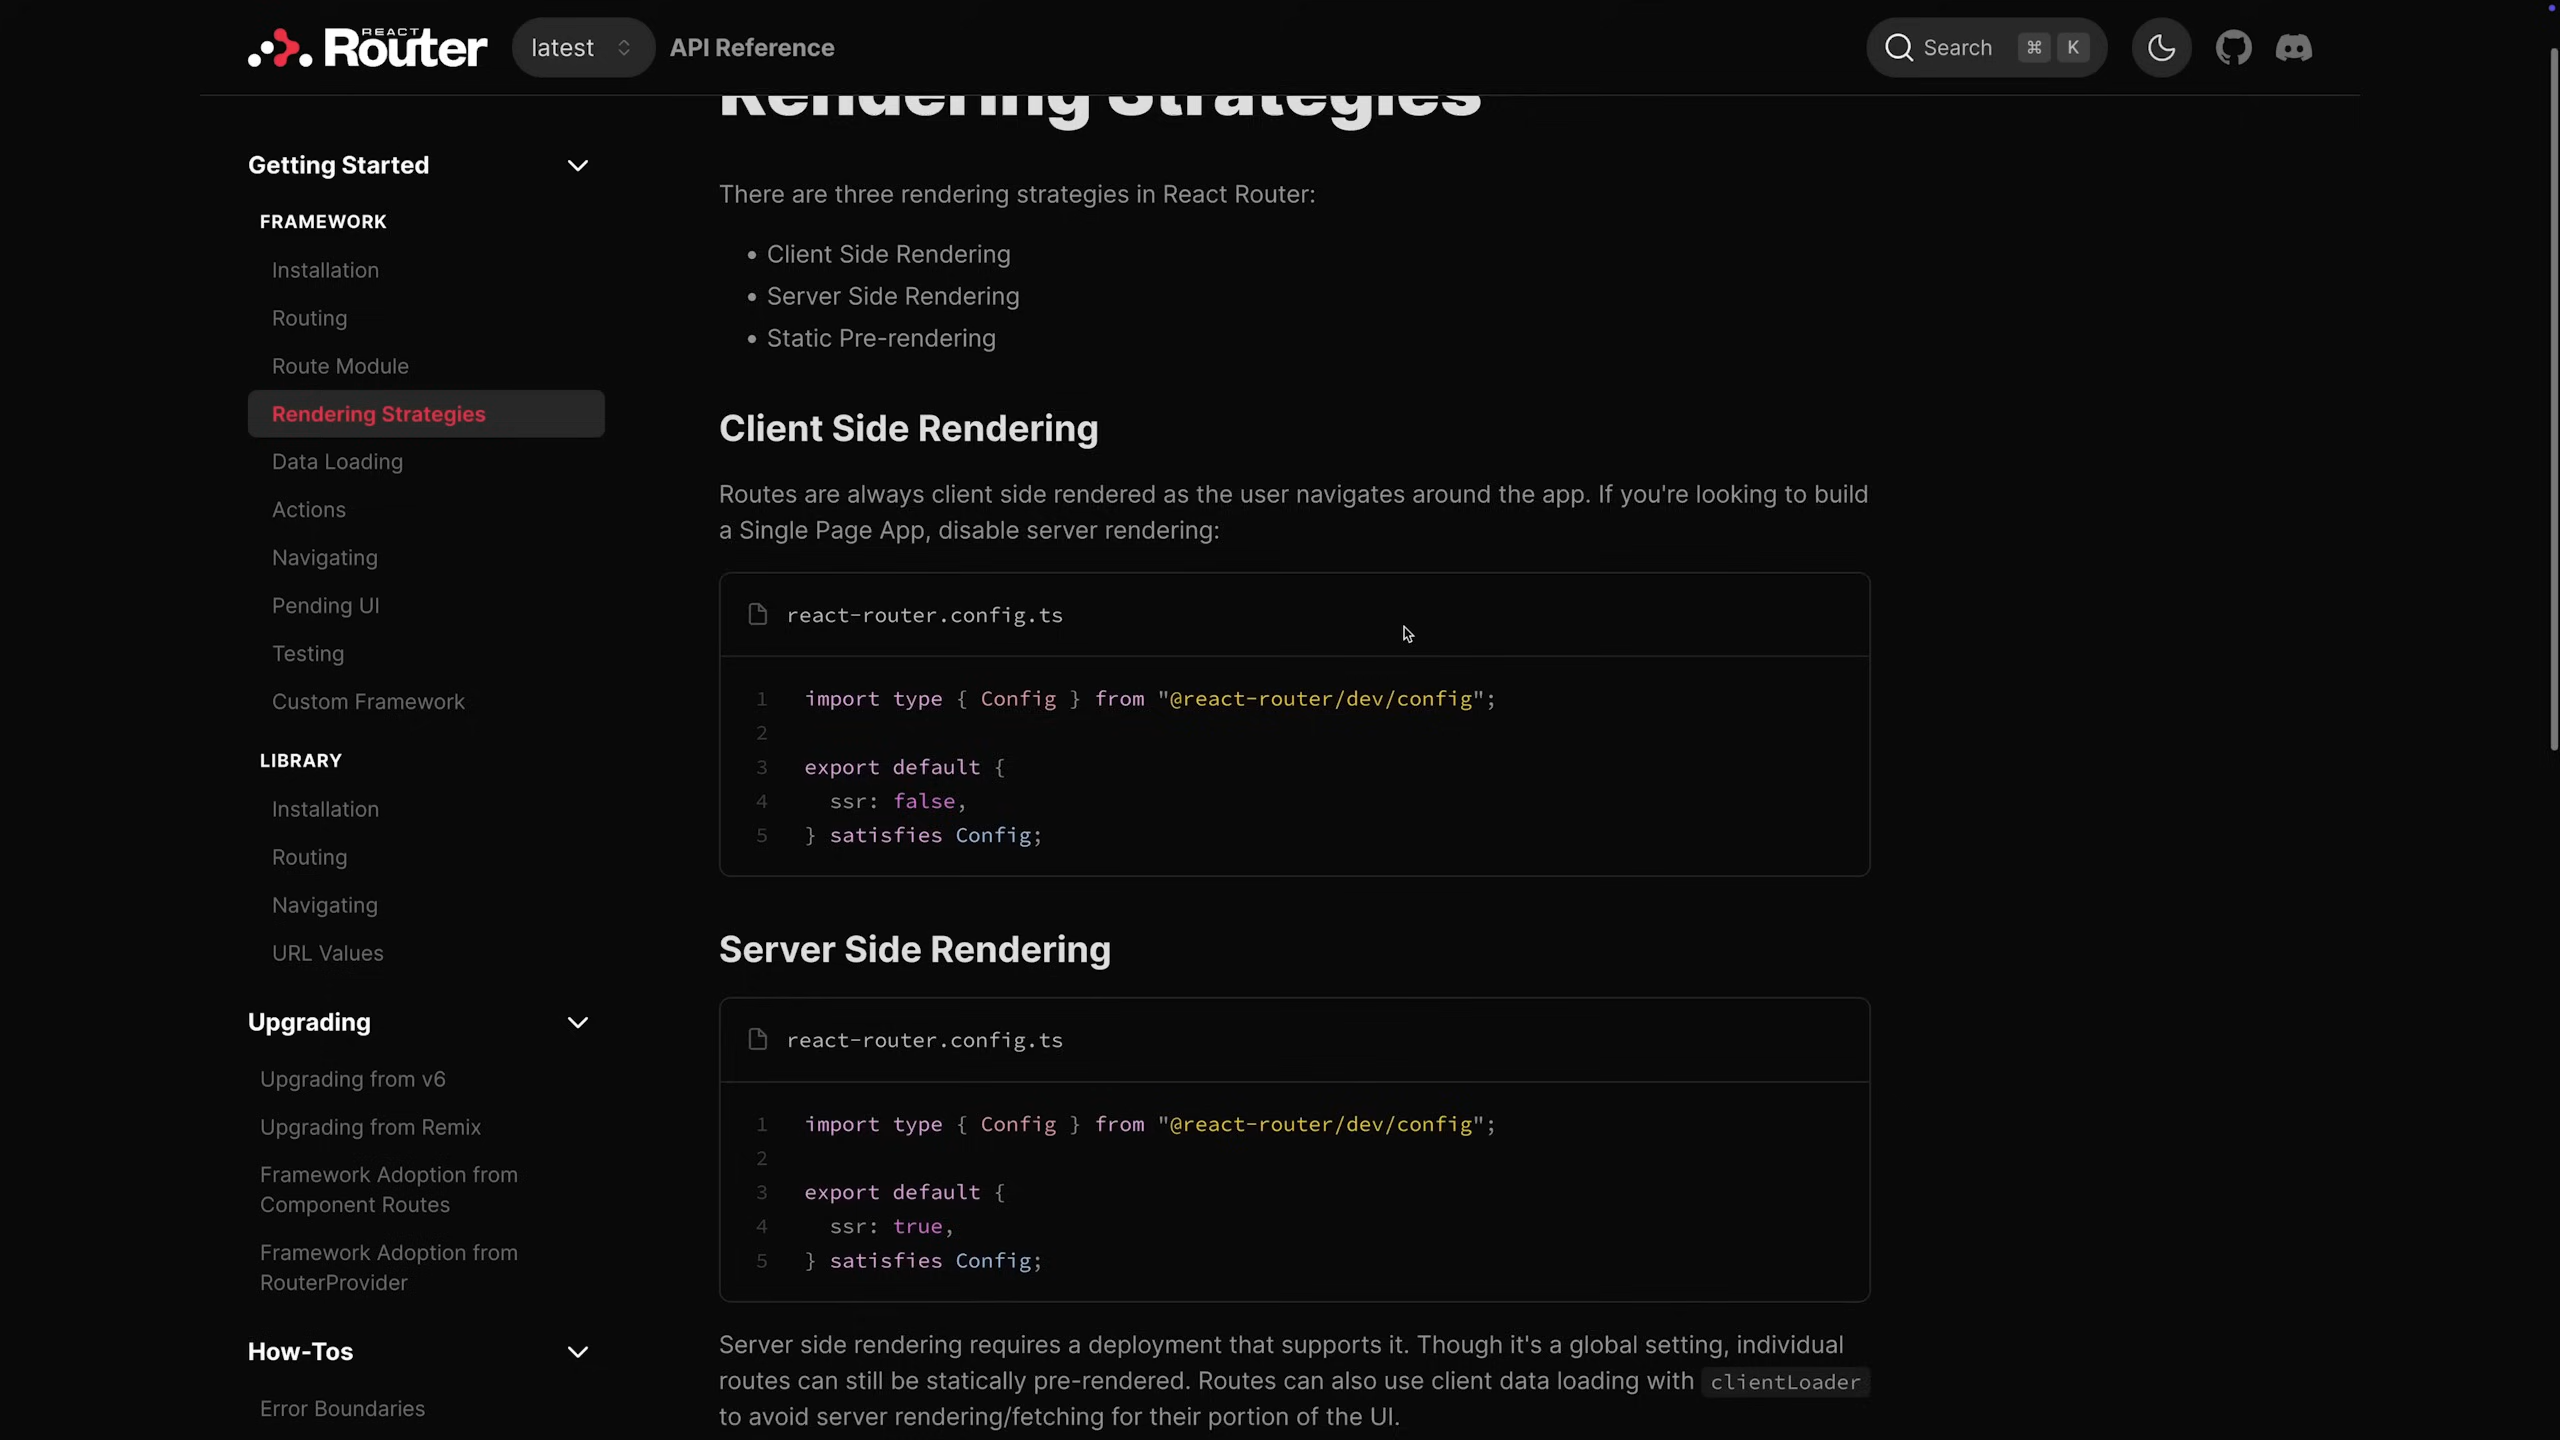 REACT
Router
latest
API Reference
Search
⌘
K
Rendering Strategies
Getting Started
FRAMEWORK
Installation
Routing
Route Module
Rendering Strategies
Data Loading
Actions
Navigating
Pending UI
Testing
Custom Framework
LIBRARY
Installation
Routing
Navigating
URL Values
Upgrading
Upgrading from v6
Upgrading from Remix
Framework Adoption from
Component Routes
Framework Adoption from
RouterProvider
How-Tos
Error Boundaries
There are three rendering strategies in React Router:
• Client Side Rendering
• Server Side Rendering
• Static Pre-rendering
Client Side Rendering
Routes are always client side rendered as the user navigates around the app. If you're looking to build
a Single Page App, disable server rendering:
react-router.config.ts
1 import type { Config } from "@react-router/dev/config";
2
3 export default {
4   ssr: false,
5 } satisfies Config;
Server Side Rendering
react-router.config.ts
1 import type { Config } from "@react-router/dev/config";
2
3 export default {
4   ssr: true,
5 } satisfies Config;
Server side rendering requires a deployment that supports it. Though it's a global setting, individual
routes can still be statically pre-rendered. Routes can also use client data loading with clientLoader
to avoid server rendering/fetching for their portion of the UI.